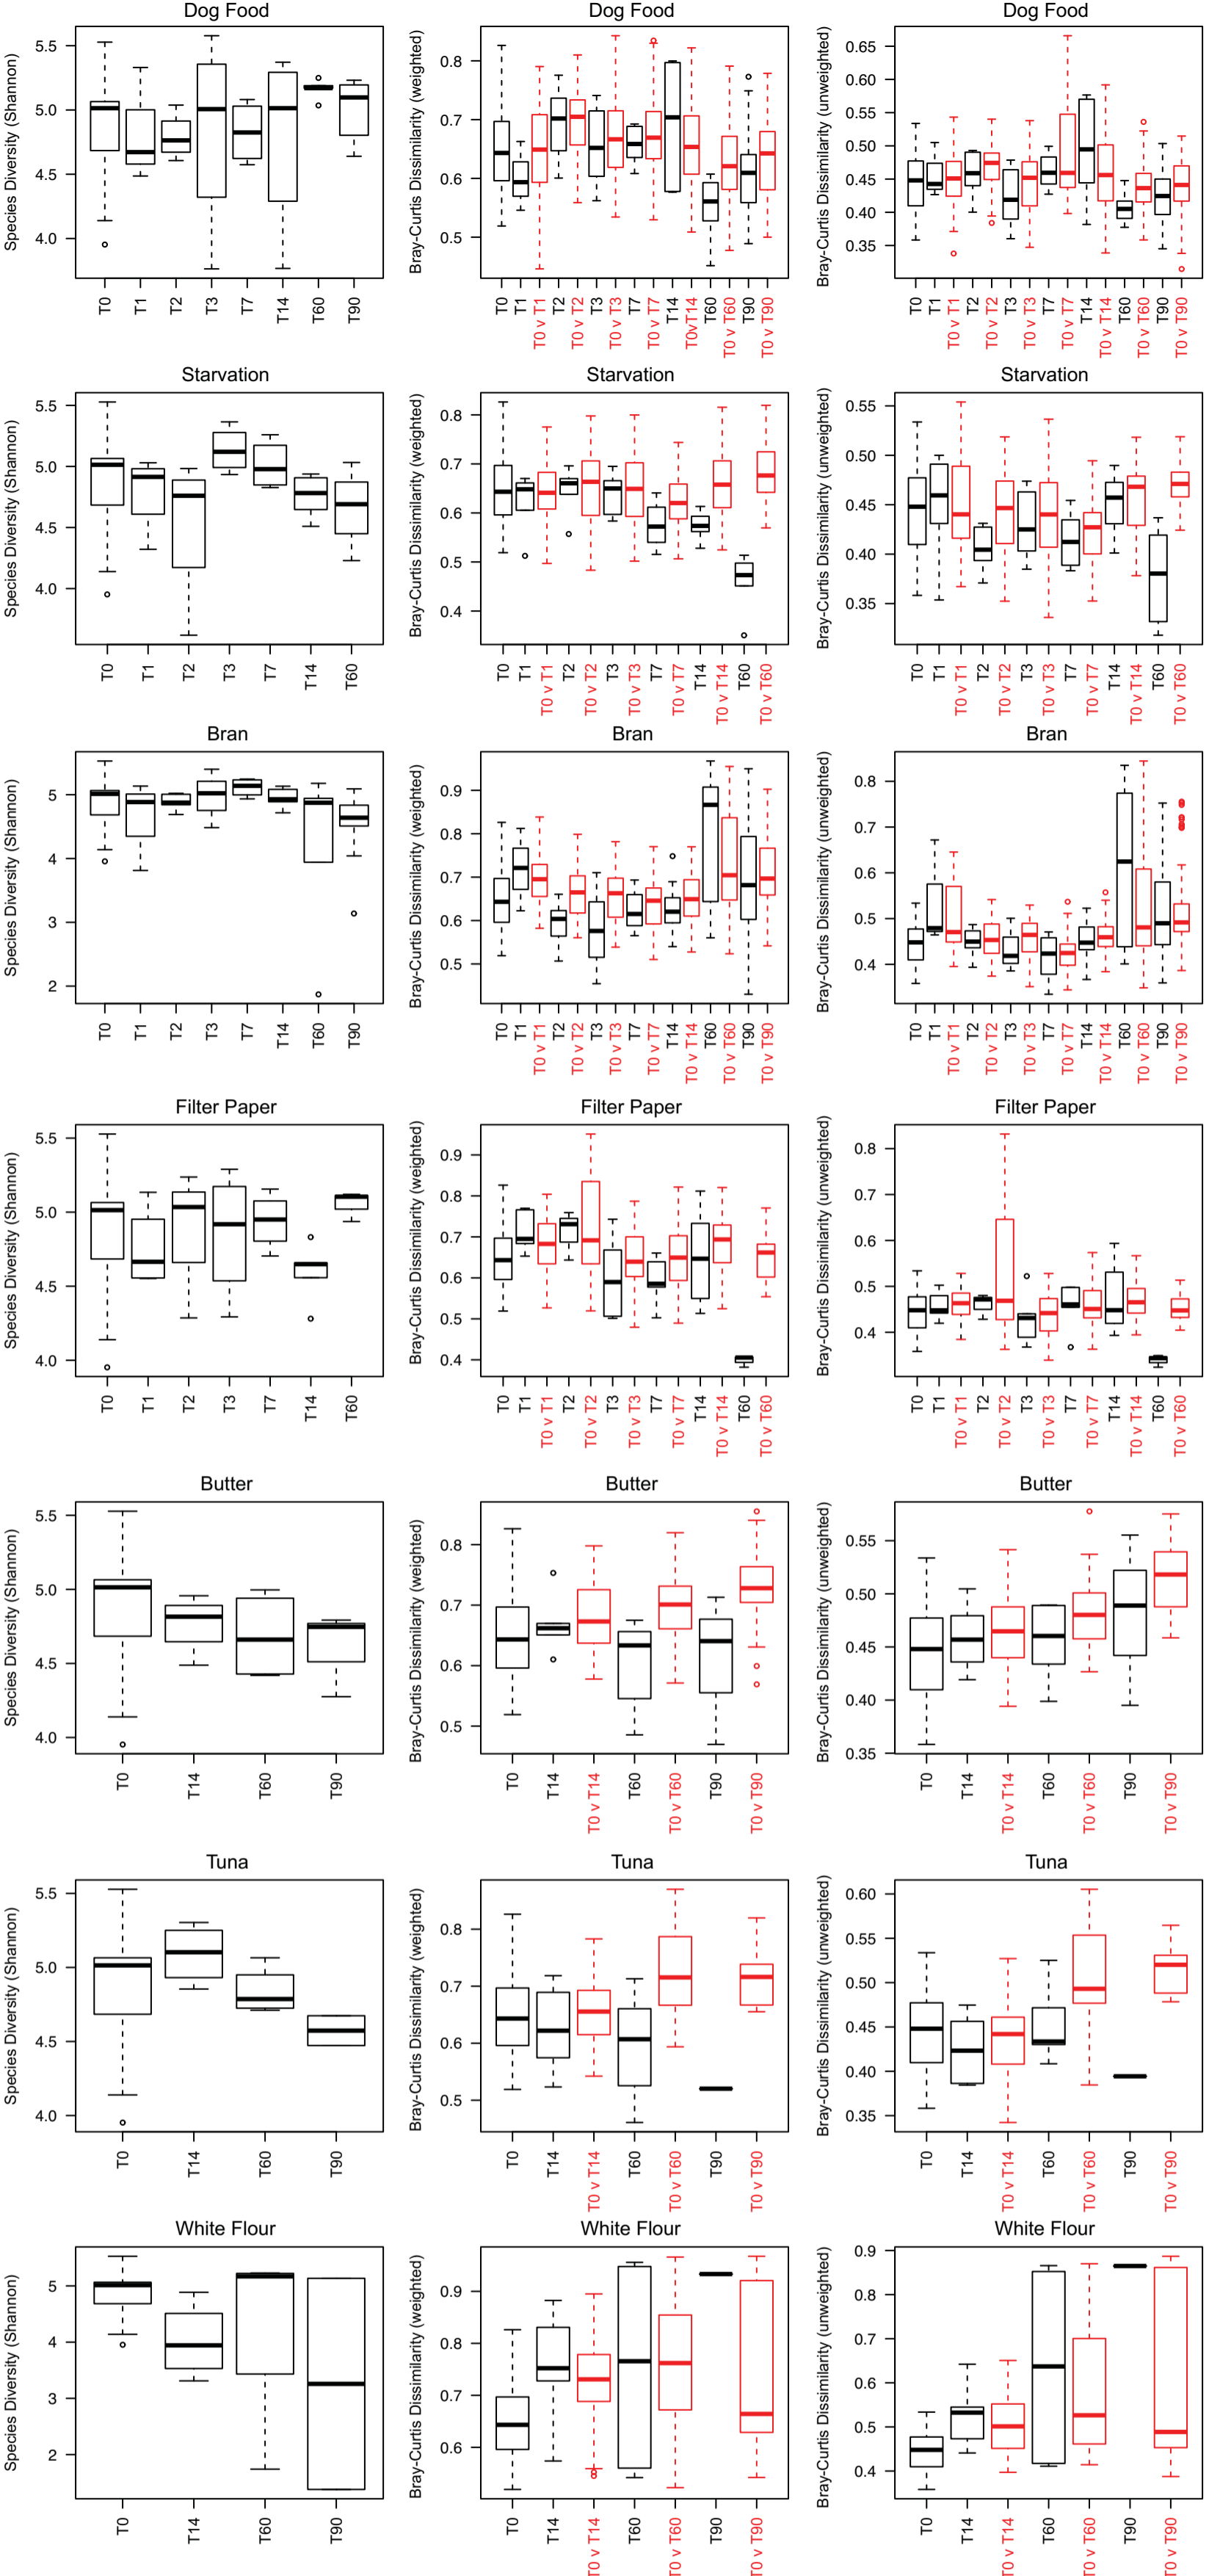 Dog Food
Species Diversity (Shannon)
5.5
5.0
4.5
4.0
T0 T1 T2 T3 T7 T14 T60 T90
Dog Food
Bray-Curtis Dissimilarity (weighted)
0.8
0.7
0.6
0.5
T0 T1 T0 v T1 T2 T0 v T2 T3 T0 v T3 T7 T0 v T7 T14 T0vT14 T60 T0 v T60 T90 T0 v T90
Dog Food
Bray-Curtis Dissimilarity (unweighted)
0.65
0.60
0.55
0.50
0.45
0.40
0.35
T0 T1 T0 v T1 T2 T0 v T2 T3 T0 v T3 T7 T0 v T7 T14 T0 v T14 T60 T0 v T60 T90 T0 v T90
Starvation
Species Diversity (Shannon)
5.5
5.0
4.5
4.0
T0 T1 T2 T3 T7 T14 T60
Starvation
Bray-Curtis Dissimilarity (weighted)
0.8
0.7
0.6
0.5
0.4
T0 T1 T0 v T1 T2 T0 v T2 T3 T0 v T3 T7 T0 v T7 T14 T0 v T14 T60 T0 v T60
Starvation
Bray-Curtis Dissimilarity (unweighted)
0.55
0.50
0.45
0.40
0.35
T0 T1 T0 v T1 T2 T0 v T2 T3 T0 v T3 T7 T0 v T7 T14 T0 v T14 T60 T0 v T60
Bran
Species Diversity (Shannon)
5
4
3
2
T0 T1 T2 T3 T7 T14 T60 T90
Bran
Bray-Curtis Dissimilarity (weighted)
0.9
0.8
0.7
0.6
0.5
T0 T1 T0 v T1 T2 T0 v T2 T3 T0 v T3 T7 T0 v T7 T14 T0 v T14 T60 T0 v T60 T90 T0 v T90
Bran
Bray-Curtis Dissimilarity (unweighted)
0.8
0.7
0.6
0.5
0.4
T0 T1 T0 v T1 T2 T0 v T2 T3 T0 v T3 T7 T0 v T7 T14 T0 v T14 T60 T0 v T60 T90 T0 v T90
Filter Paper
Species Diversity (Shannon)
5.5
5.0
4.5
4.0
T0 T1 T2 T3 T7 T14 T60
Filter Paper
Bray-Curtis Dissimilarity (weighted)
0.9
0.8
0.7
0.6
0.5
0.4
T0 T1 T0 v T1 T2 T0 v T2 T3 T0 v T3 T7 T0 v T7 T14 T0 v T14 T60 T0 v T60
Filter Paper
Bray-Curtis Dissimilarity (unweighted)
0.8
0.7
0.6
0.5
0.4
T0 T1 T0 v T1 T2 T0 v T2 T3 T0 v T3 T7 T0 v T7 T14 T0 v T14 T60 T0 v T60
Butter
Species Diversity (Shannon)
5.5
5.0
4.5
4.0
T0 T14 T60 T90
Butter
Bray-Curtis Dissimilarity (weighted)
0.8
0.7
0.6
0.5
T0 T14 T0 v T14 T60 T0 v T60 T90 T0 v T90
Butter
Bray-Curtis Dissimilarity (unweighted)
0.55
0.50
0.45
0.40
0.35
T0 T14 T0 v T14 T60 T0 v T60 T90 T0 v T90
Tuna
Species Diversity (Shannon)
5.5
5.0
4.5
4.0
T0 T14 T60 T90
Tuna
Bray-Curtis Dissimilarity (weighted)
0.8
0.7
0.6
0.5
T0 T14 T0 v T14 T60 T0 v T60 T90 T0 v T90
Tuna
Bray-Curtis Dissimilarity (unweighted)
0.60
0.55
0.50
0.45
0.40
0.35
T0 T14 T0 v T14 T60 T0 v T60 T90 T0 v T90
White Flour
Species Diversity (Shannon)
5
4
3
2
T0 T14 T60 T90
White Flour
Bray-Curtis Dissimilarity (weighted)
0.9
0.8
0.7
0.6
T0 T14 T0 v T14 T60 T0 v T60 T90 T0 v T90
White Flour
Bray-Curtis Dissimilarity (unweighted)
0.9
0.8
0.7
0.6
0.5
0.4
T0 T14 T0 v T14 T60 T0 v T60 T90 T0 v T90